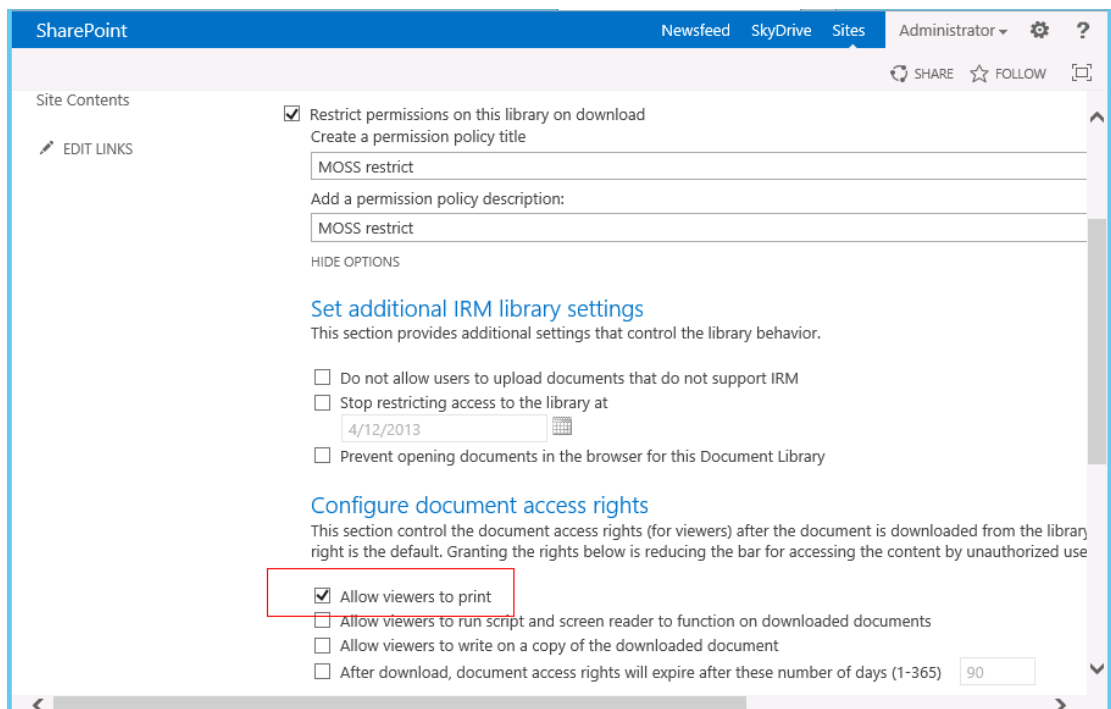 SharePoint
Newsfeed SkyDrive Sites Administrator ?
SHARE FOLLOW
Site Contents
EDIT LINKS
Restrict permissions on this library on download
Create a permission policy title
MOSS restrict
Add a permission policy description:
MOSS restrict
HIDE OPTIONS
Set additional IRM library settings
This section provides additional settings that control the library behavior.
Do not allow users to upload documents that do not support IRM
Stop restricting access to the library at
4/12/2013
Prevent opening documents in the browser for this Document Library
Configure document access rights
This section control the document access rights (for viewers) after the document is downloaded from the library
right is the default. Granting the rights below is reducing the bar for accessing the content by unauthorized use
Allow viewers to print
Allow viewers to run script and screen reader to function on downloaded documents
Allow viewers to write on a copy of the downloaded document
After download, document access rights will expire after these number of days (1-365) 90